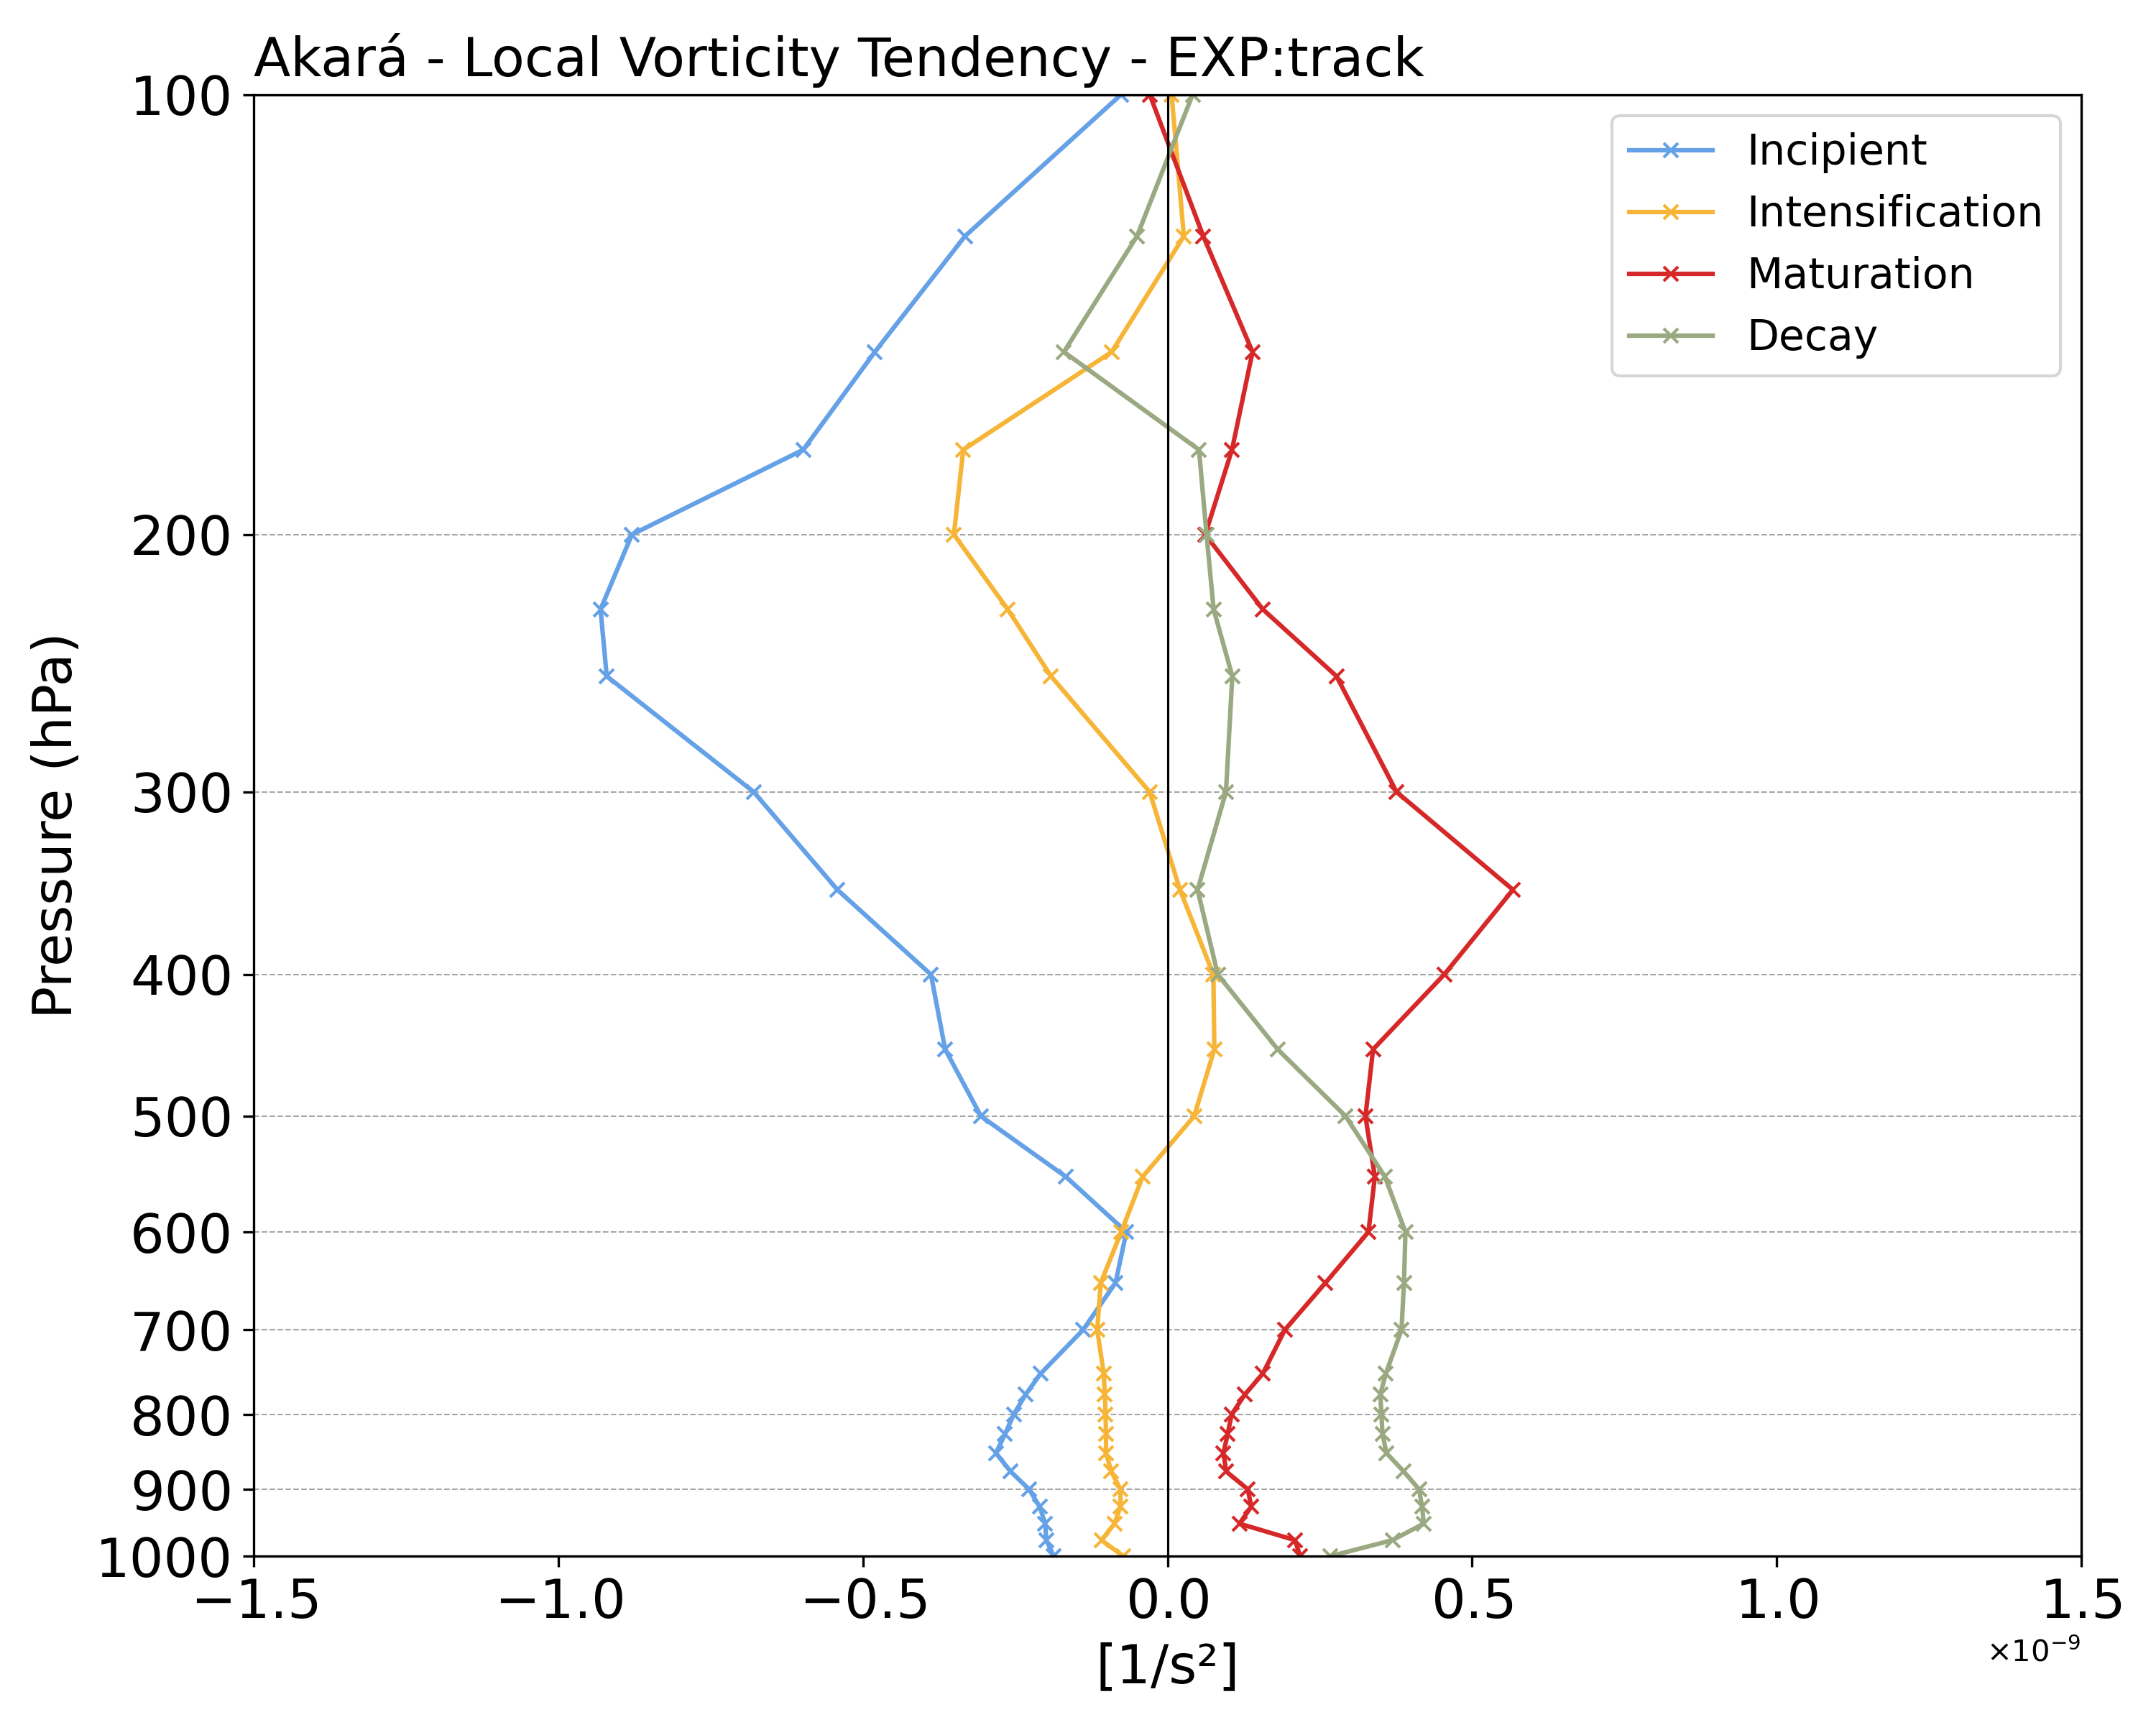 Akará - Local Vorticity Tendency - EXP:track
Pressure (hPa)
100
200
300
400
500
600
700
800
900
1000
−1.5 −1.0 −0.5 0.0 0.5 1.0 1.5
×10⁻⁹
[1/s²]
Incipient
Intensification
Maturation
Decay